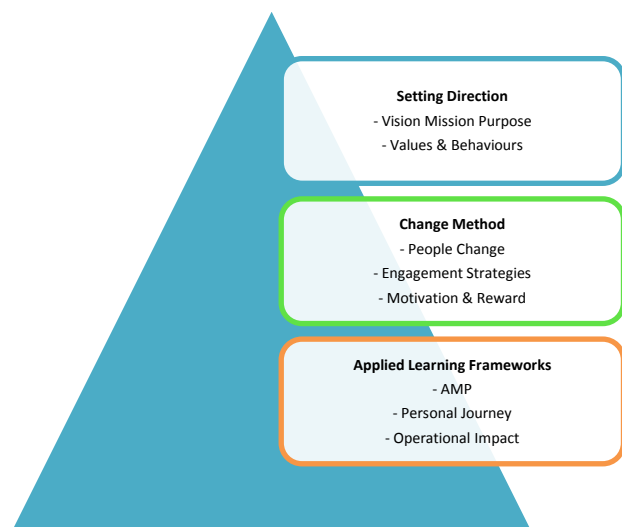 Setting Direction
- Vision Mission Purpose
- Values & Behaviours
Change Method
- People Change
- Engagement Strategies
- Motivation & Reward
Applied Learning Frameworks
- AMP
- Personal Journey
- Operational Impact